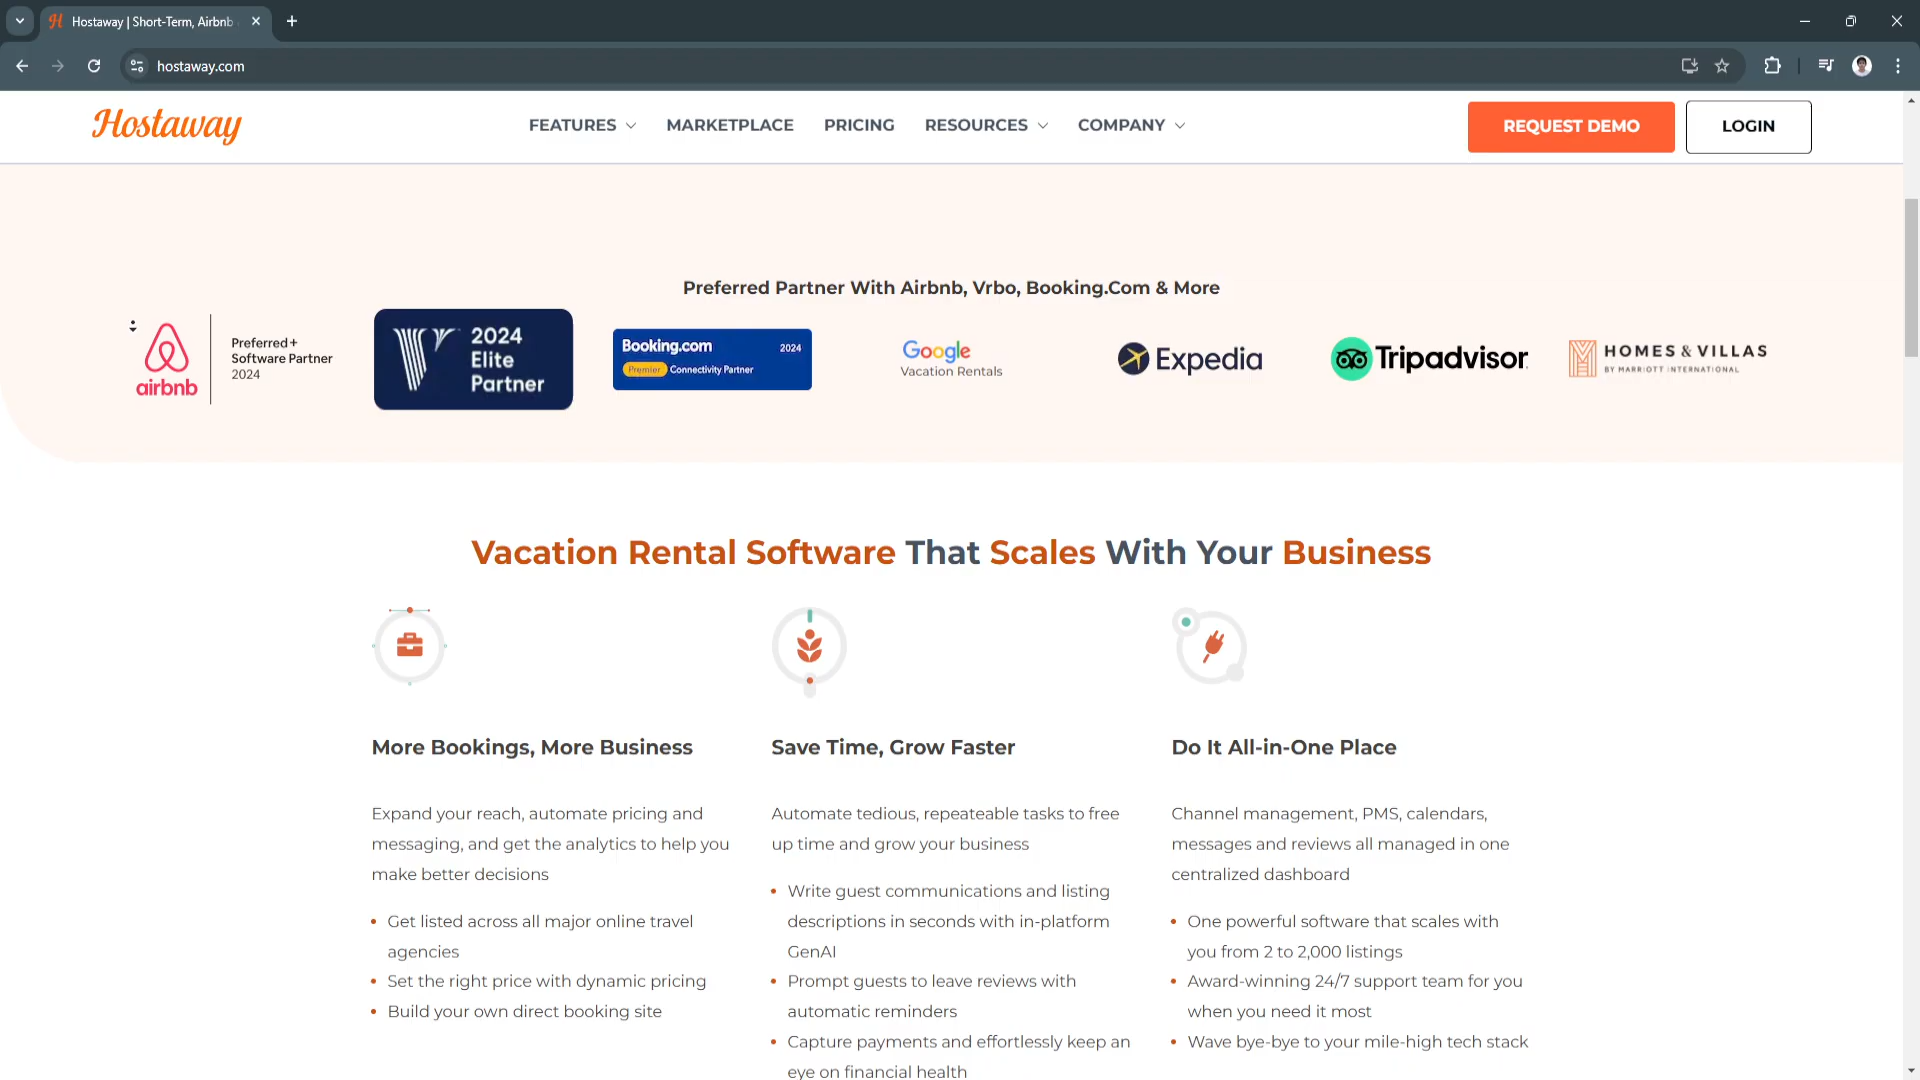 Hostaway | Short-Term, Airbnb
hostaway.com
Hostaway
FEATURES
MARKETPLACE
PRICING
RESOURCES
COMPANY
REQUEST DEMO
LOGIN
Preferred Partner With Airbnb, Vrbo, Booking.Com & More
airbnb
Preferred+
Software Partner
2024
2024
Elite
Partner
Booking.com
2024
Premier Connectivity Partner
Google
Vacation Rentals
Expedia
Tripadvisor
HOMES & VILLAS
BY MARRIOTT INTERNATIONAL
Vacation Rental Software That Scales With Your Business
More Bookings, More Business
Expand your reach, automate pricing and
messaging, and get the analytics to help you
make better decisions
• Get listed across all major online travel
agencies
• Set the right price with dynamic pricing
• Build your own direct booking site
Save Time, Grow Faster
Automate tedious, repeateable tasks to free
up time and grow your business
• Write guest communications and listing
descriptions in seconds with in-platform
GenAI
• Prompt guests to leave reviews with
automatic reminders
• Capture payments and effortlessly keep an
eye on financial health
Do It All-in-One Place
Channel management, PMS, calendars,
messages and reviews all managed in one
centralized dashboard
• One powerful software that scales with
you from 2 to 2,000 listings
• Award-winning 24/7 support team for you
when you need it most
• Wave bye-bye to your mile-high tech stack